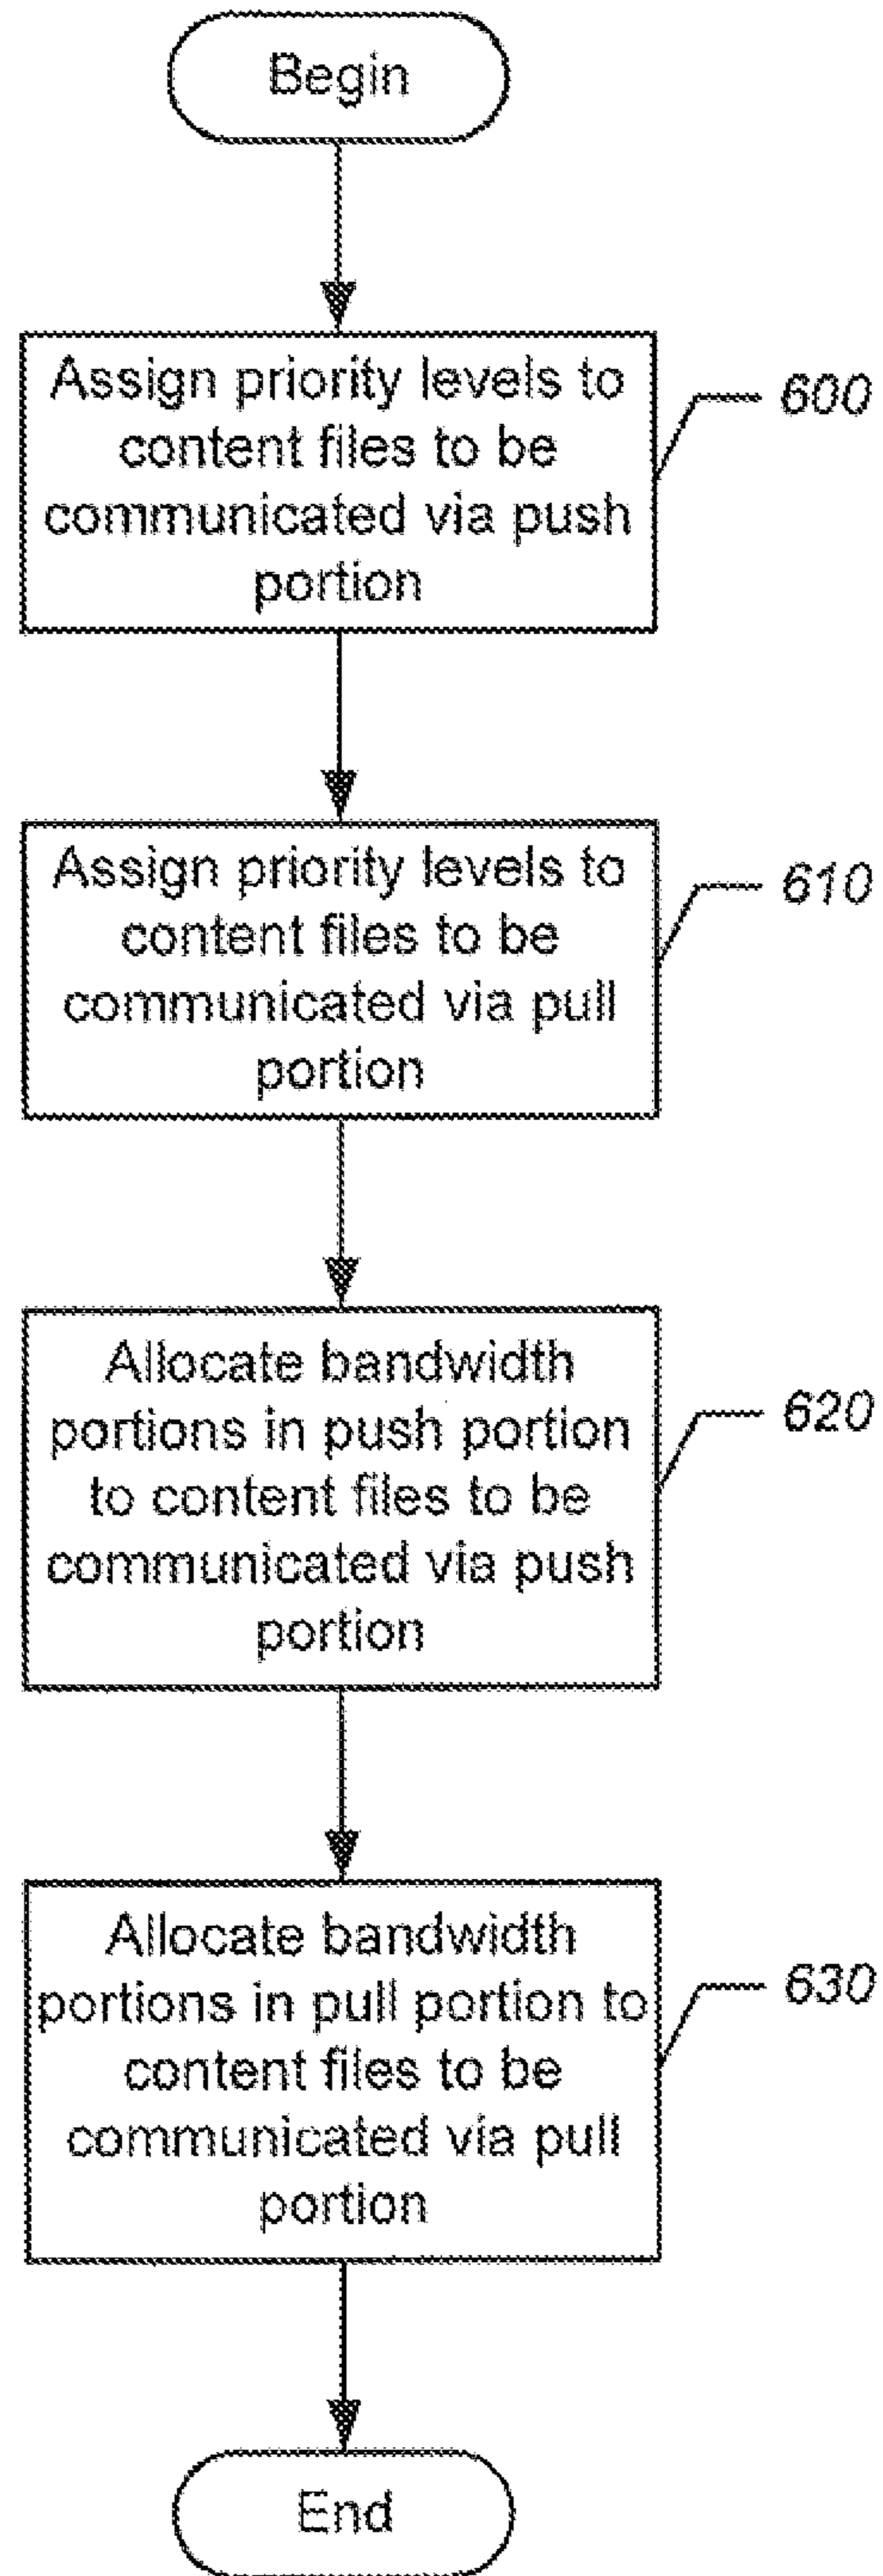 Begin
Assign priority levels to
content files to be
communicated via push
portion
600
Assign priority levels to
content files to be
communicated via pull
portion
610
Allocate bandwidth
portions in push portion
to content files to be
communicated via push
portion
620
Allocate bandwidth
portions in pull portion to
content files to be
communicated via pull
portion
630
End